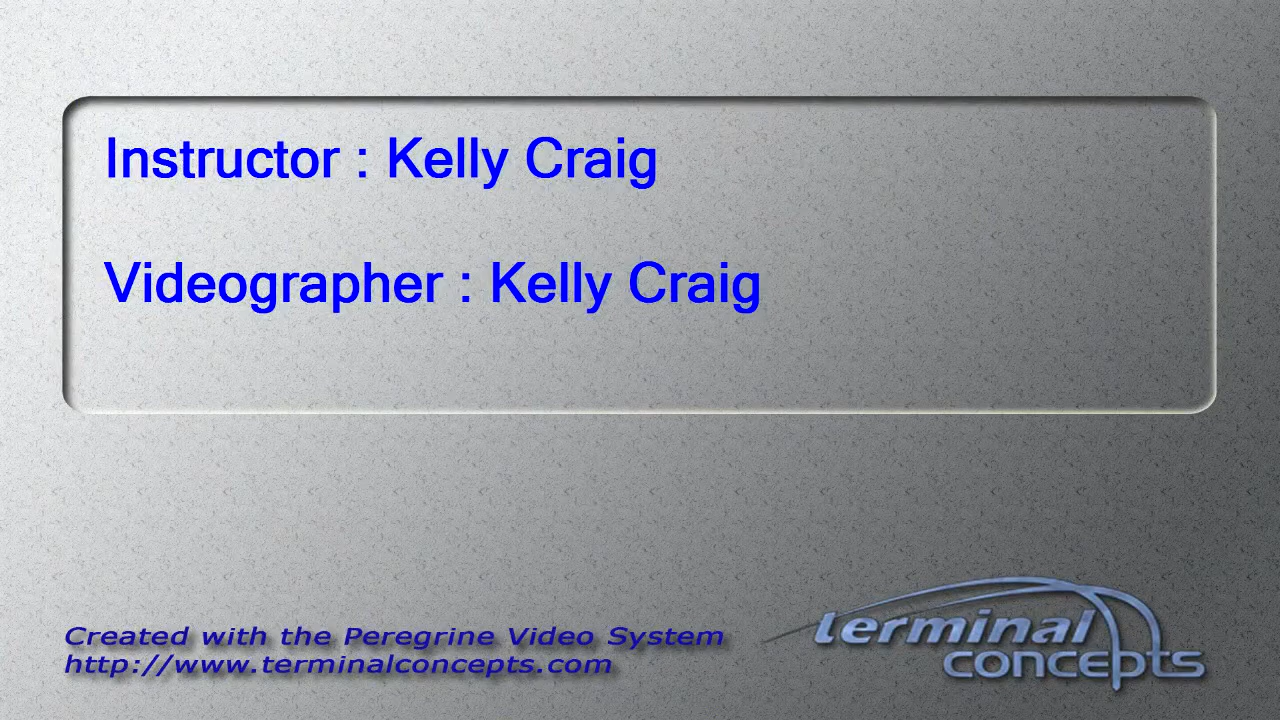 Instructor : Kelly Craig
Videographer : Kelly Craig
Created with the Peregrine Video System
http://www.terminalconcepts.com
terminal
concepts